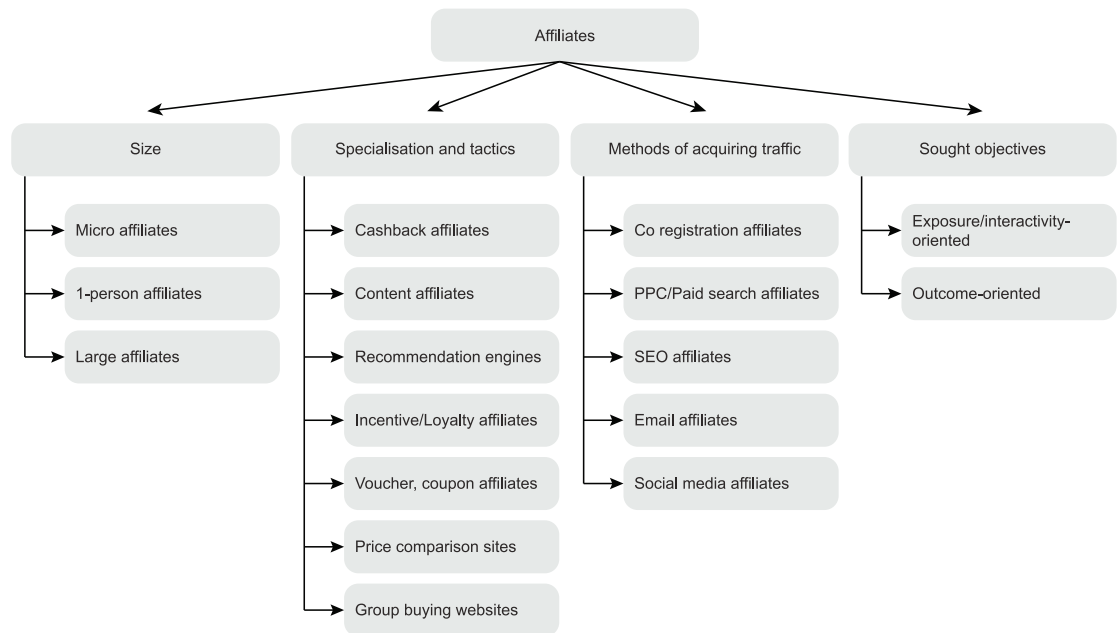 Affiliates
Size
Micro affiliates
1-person affiliates
Large affiliates
Specialisation and tactics
Cashback affiliates
Content affiliates
Recommendation engines
Incentive/Loyalty affiliates
Voucher, coupon affiliates
Price comparison sites
Group buying websites
Methods of acquiring traffic
Co registration affiliates
PPC/Paid search affiliates
SEO affiliates
Email affiliates
Social media affiliates
Sought objectives
Exposure/interactivity-
oriented
Outcome-oriented